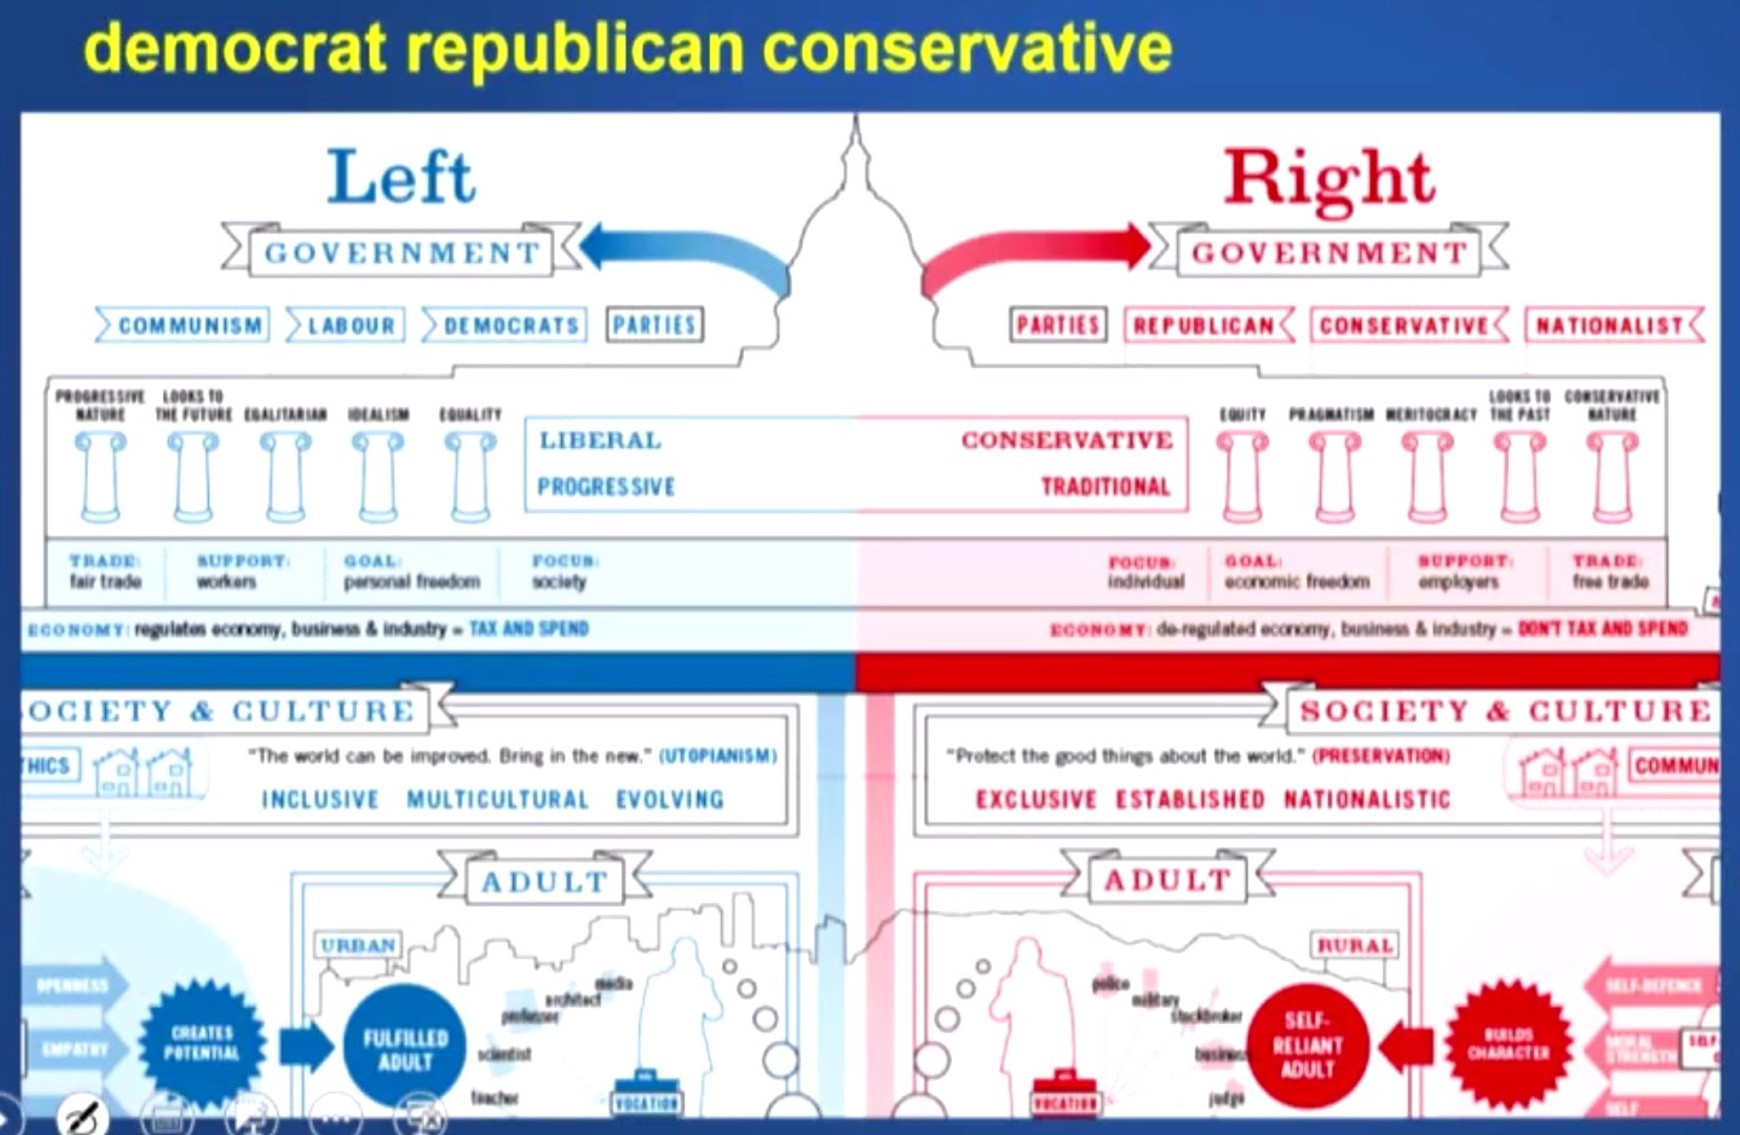 democrat republican conservative
Left
Right
GOVERNMENT
GOVERNMENT
COMMUNISM LABOUR DEMOCRATS PARTIES
PARTIES REPUBLICAN CONSERVATIVE NATIONALIST
PROGRESSIVE NATURE
LOOKS TO THE FUTURE
EGALITARIAN
IDEALISM
EQUALITY
LIBERAL
PROGRESSIVE
CONSERVATIVE
TRADITIONAL
EQUITY
PRAGMATISM
MERITOCRACY
LOOKS TO THE PAST
CONSERVATIVE NATURE
TRADE:
fair trade
SUPPORT:
workers
GOAL:
personal freedom
FOCUS:
society
FOCUS:
individual
GOAL:
economic freedom
SUPPORT:
employers
TRADE:
free trade
ECONOMY: regulates economy, business & industry = TAX AND SPEND
ECONOMY: de-regulated economy, business & industry = DON'T TAX AND SPEND
OCIETY & CULTURE
THICS
"The world can be improved. Bring in the new." (UTOPIANISM)
INCLUSIVE MULTICULTURAL EVOLVING
SOCIETY & CULTURE
"Protect the good things about the world." (PRESERVATION)
COMMUN
EXCLUSIVE ESTABLISHED NATIONALISTIC
ADULT
URBAN
OPENNESS
EMPATHY
CREATES
POTENTIAL
FULFILLED
ADULT
media
architect
professor
scientist
teacher
VOCATION
ADULT
RURAL
police
military
stockbroker
business
judge
VOCATION
SELF-
RELIANT
ADULT
BUILDS
CHARACTER
SELF-DEFENCE
MORAL
STRENGTH
SELF